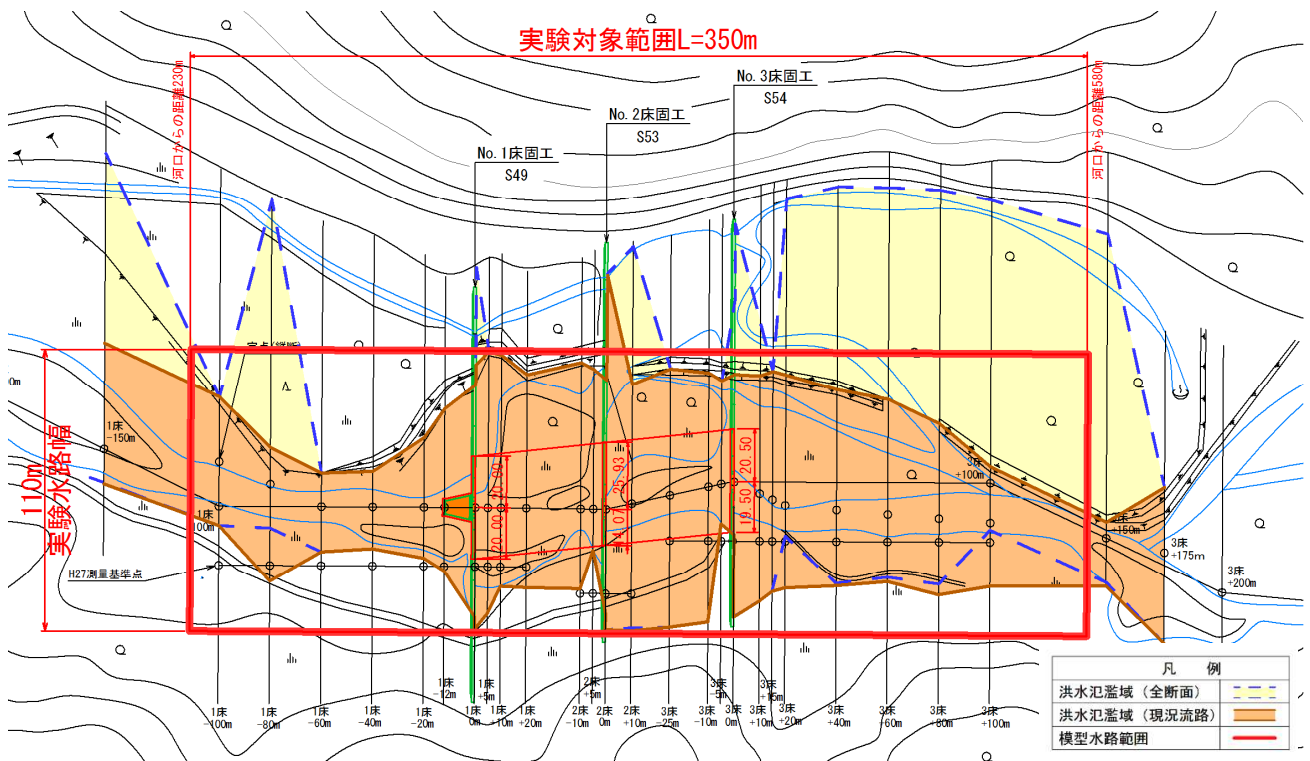 実験対象範囲L=350m
河口からの距離230m
河口からの距離580m
No.3床固工
S54
No.2床固工
S53
No.1床固工
S49
110m
実験水路幅
1床
-150m
1床
100m
H27測量基準点
20.00
20.00
25.93
14.07
20.50
19.50
3床
+100m
3床
+150m
3床
+175m
3床
+200m
1床
-100m
1床
-80m
1床
-60m
1床
-40m
1床
-20m
1床
-12m
1床
0m
1床
+5m
1床
+10m
1床
+20m
2床
-10m
2床
+5m
2床
0m
2床
+10m
3床
-25m
3床
-10m
3床
-5m
3床
0m
3床
+10m
3床
+15m
3床
+20m
3床
+40m
3床
+60m
3床
+80m
3床
+100m
凡 例
洪水氾濫域（全断面）
洪水氾濫域（現況流路）
模型水路範囲